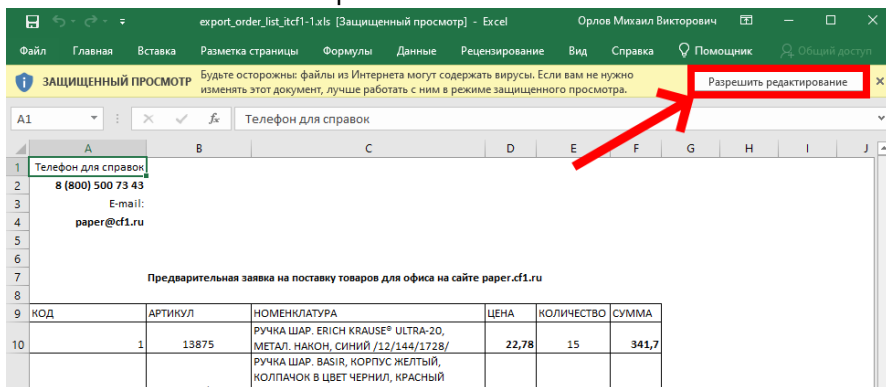 export_order_list_itcf1-1.xls [Защищенный просмотр] - Excel
Орлов Михаил Викторович
Файл Главная Вставка Разметка страницы Формулы Данные Рецензирование Вид Справка Помощник Общий доступ
ЗАЩИЩЕННЫЙ ПРОСМОТР
Будьте осторожны: файлы из Интернета могут содержать вирусы. Если вам не нужно
изменять этот документ, лучше работать с ним в режиме защищенного просмотра.
Разрешить редактирование
A1 fx Телефон для справок
A B C D E F G H I J
1 Телефон для справок
2 8 (800) 500 73 43
3 E-mail:
4 paper@cf1.ru
5
6
7 Предварительная заявка на поставку товаров для офиса на сайте paper.cf1.ru
8
9 КОД АРТИКУЛ НОМЕНКЛАТУРА ЦЕНА КОЛИЧЕСТВО СУММА
РУЧКА ШАР. ERICH KRAUSE® ULTRA-20,
10 1 13875 МЕТАЛ. НАКОН, СИНИЙ /12/144/1728/ 22,78 15 341,7
РУЧКА ШАР. BASIR, КОРПУС ЖЕЛТЫЙ,
КОЛПАЧОК В ЦВЕТ ЧЕРНИЛ, КРАСНЫЙ